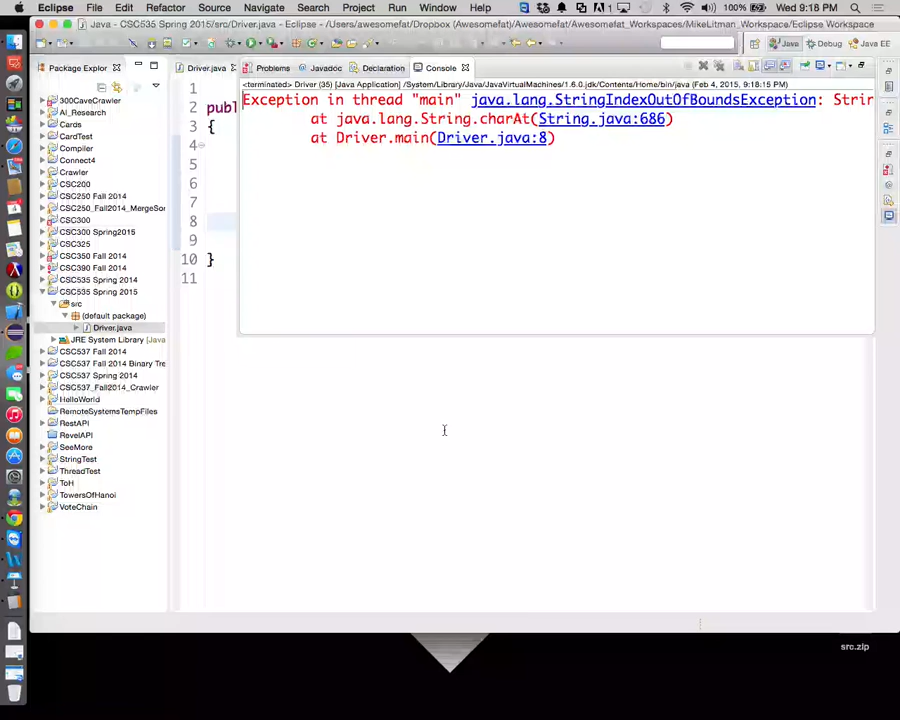 Eclipse File Edit Refactor Source Navigate Search Project Run Window Help 100% Wed 9:18 PM
Java - CSC535 Spring 2015/src/Driver.java - Eclipse - /Users/awesomefat/Dropbox (Awesomefat)/Awesomefat_Workspaces/MikeLitman_Workspace/Eclipse Workspace
Java Debug Java EE
Package Explor Driver.java Problems Javadoc Declaration Console
<terminated> Driver (35) [Java Application] /System/Library/Java/JavaVirtualMachines/1.6.0.jdk/Contents/Home/bin/java (Feb 4, 2015, 9:18:15 PM)
Exception in thread "main" java.lang.StringIndexOutOfBoundsException: Strin
at java.lang.String.charAt(String.java:686)
at Driver.main(Driver.java:8)
1
2 publ
3 {
4
5
6
7
8
9
10 }
11
300CaveCrawler
AI_Research
Cards
CardTest
Compiler
Connect4
Crawler
CSC200
CSC250 Fall 2014
CSC250_Fall2014_MergeSor
CSC300
CSC300 Spring2015
CSC325
CSC350 Fall 2014
CSC390 Fall 2014
CSC535 Spring 2014
CSC535 Spring 2015
src
(default package)
Driver.java
JRE System Library [Java
CSC537 Fall 2014
CSC537 Fall 2014 Binary Tre
CSC537 Spring 2014
CSC537_Fall2014_Crawler
HelloWorld
RemoteSystemsTempFiles
RestAPI
RevelAPI
SeeMore
StringTest
ThreadTest
ToH
TowersOfHanoi
VoteChain
src.zip